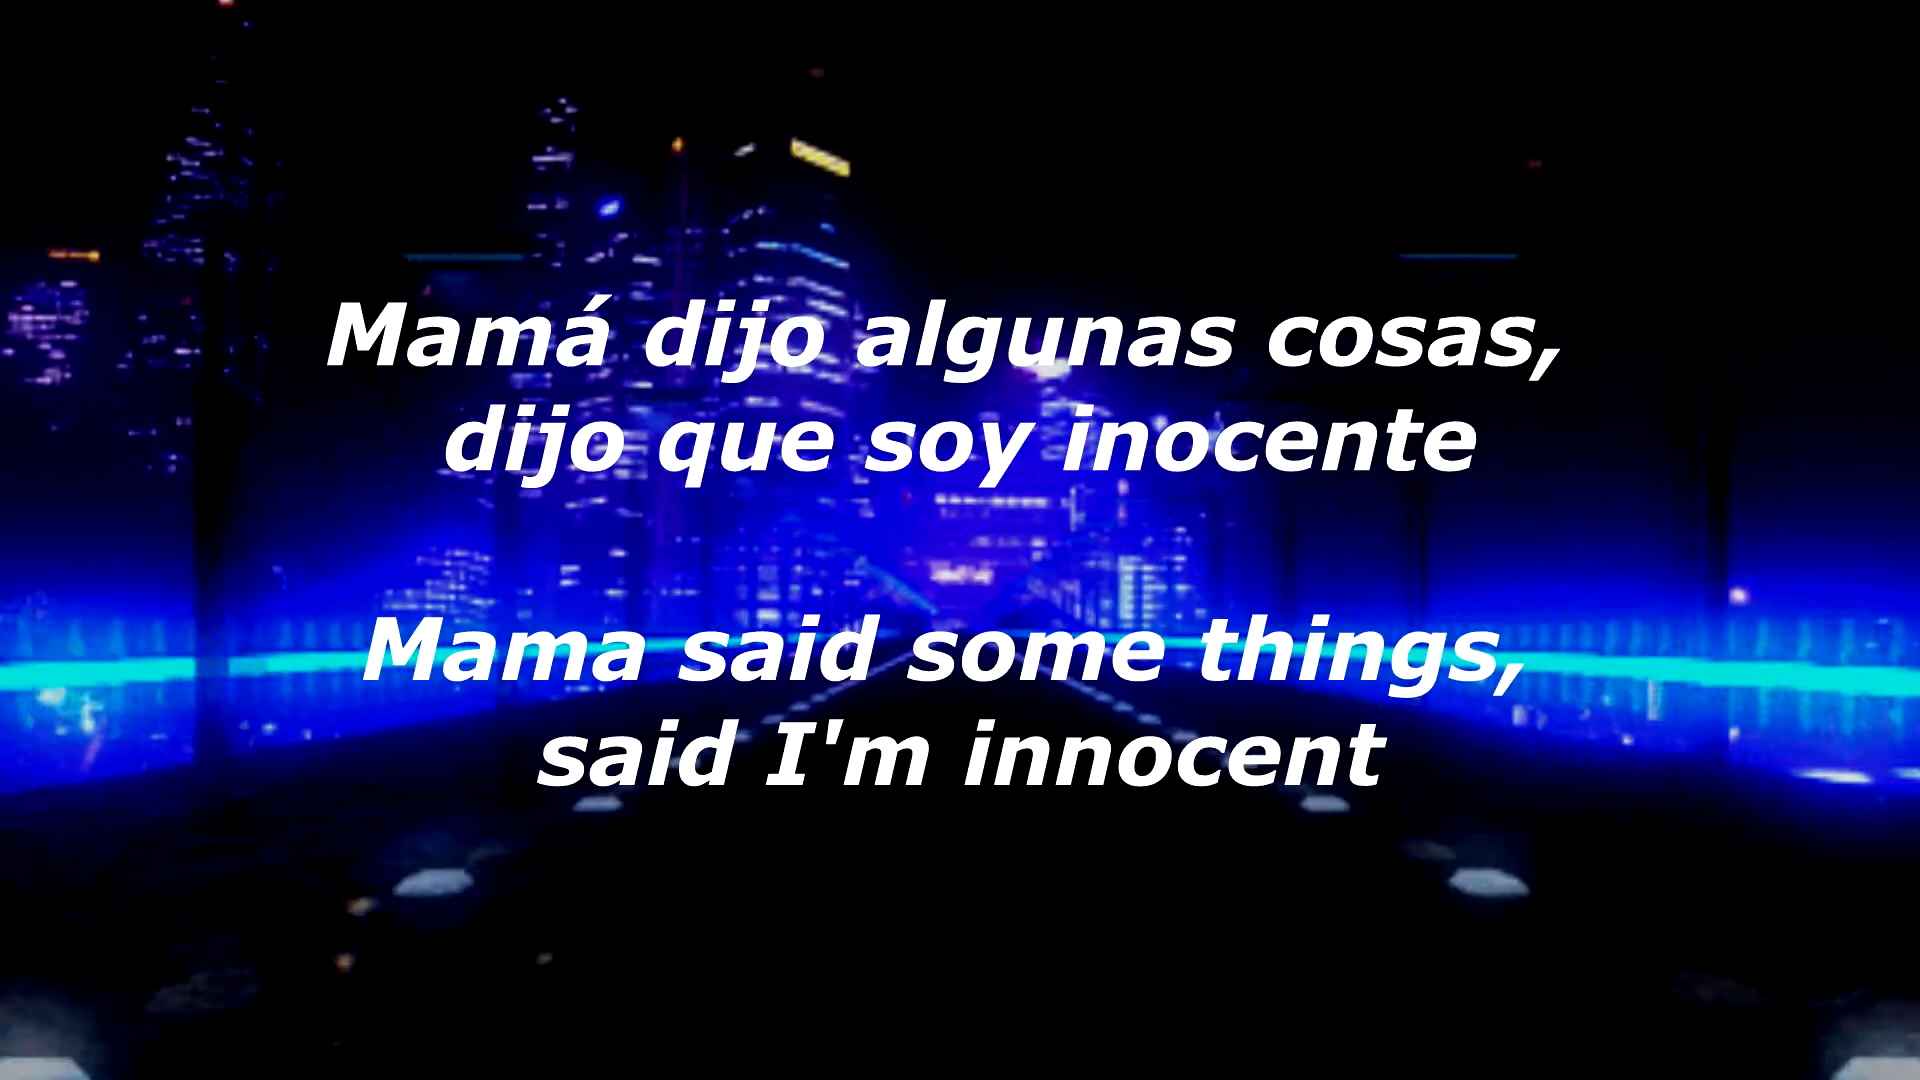 Mamá dijo algunas cosas,
dijo que soy inocente
Mama said some things,
said I'm innocent